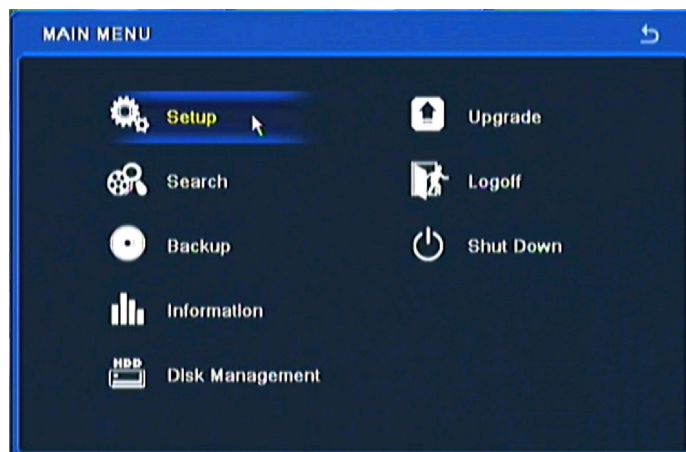 MAIN MENU
Setup
Search
Backup
Information
HDD
Disk Management
Upgrade
Logoff
Shut Down